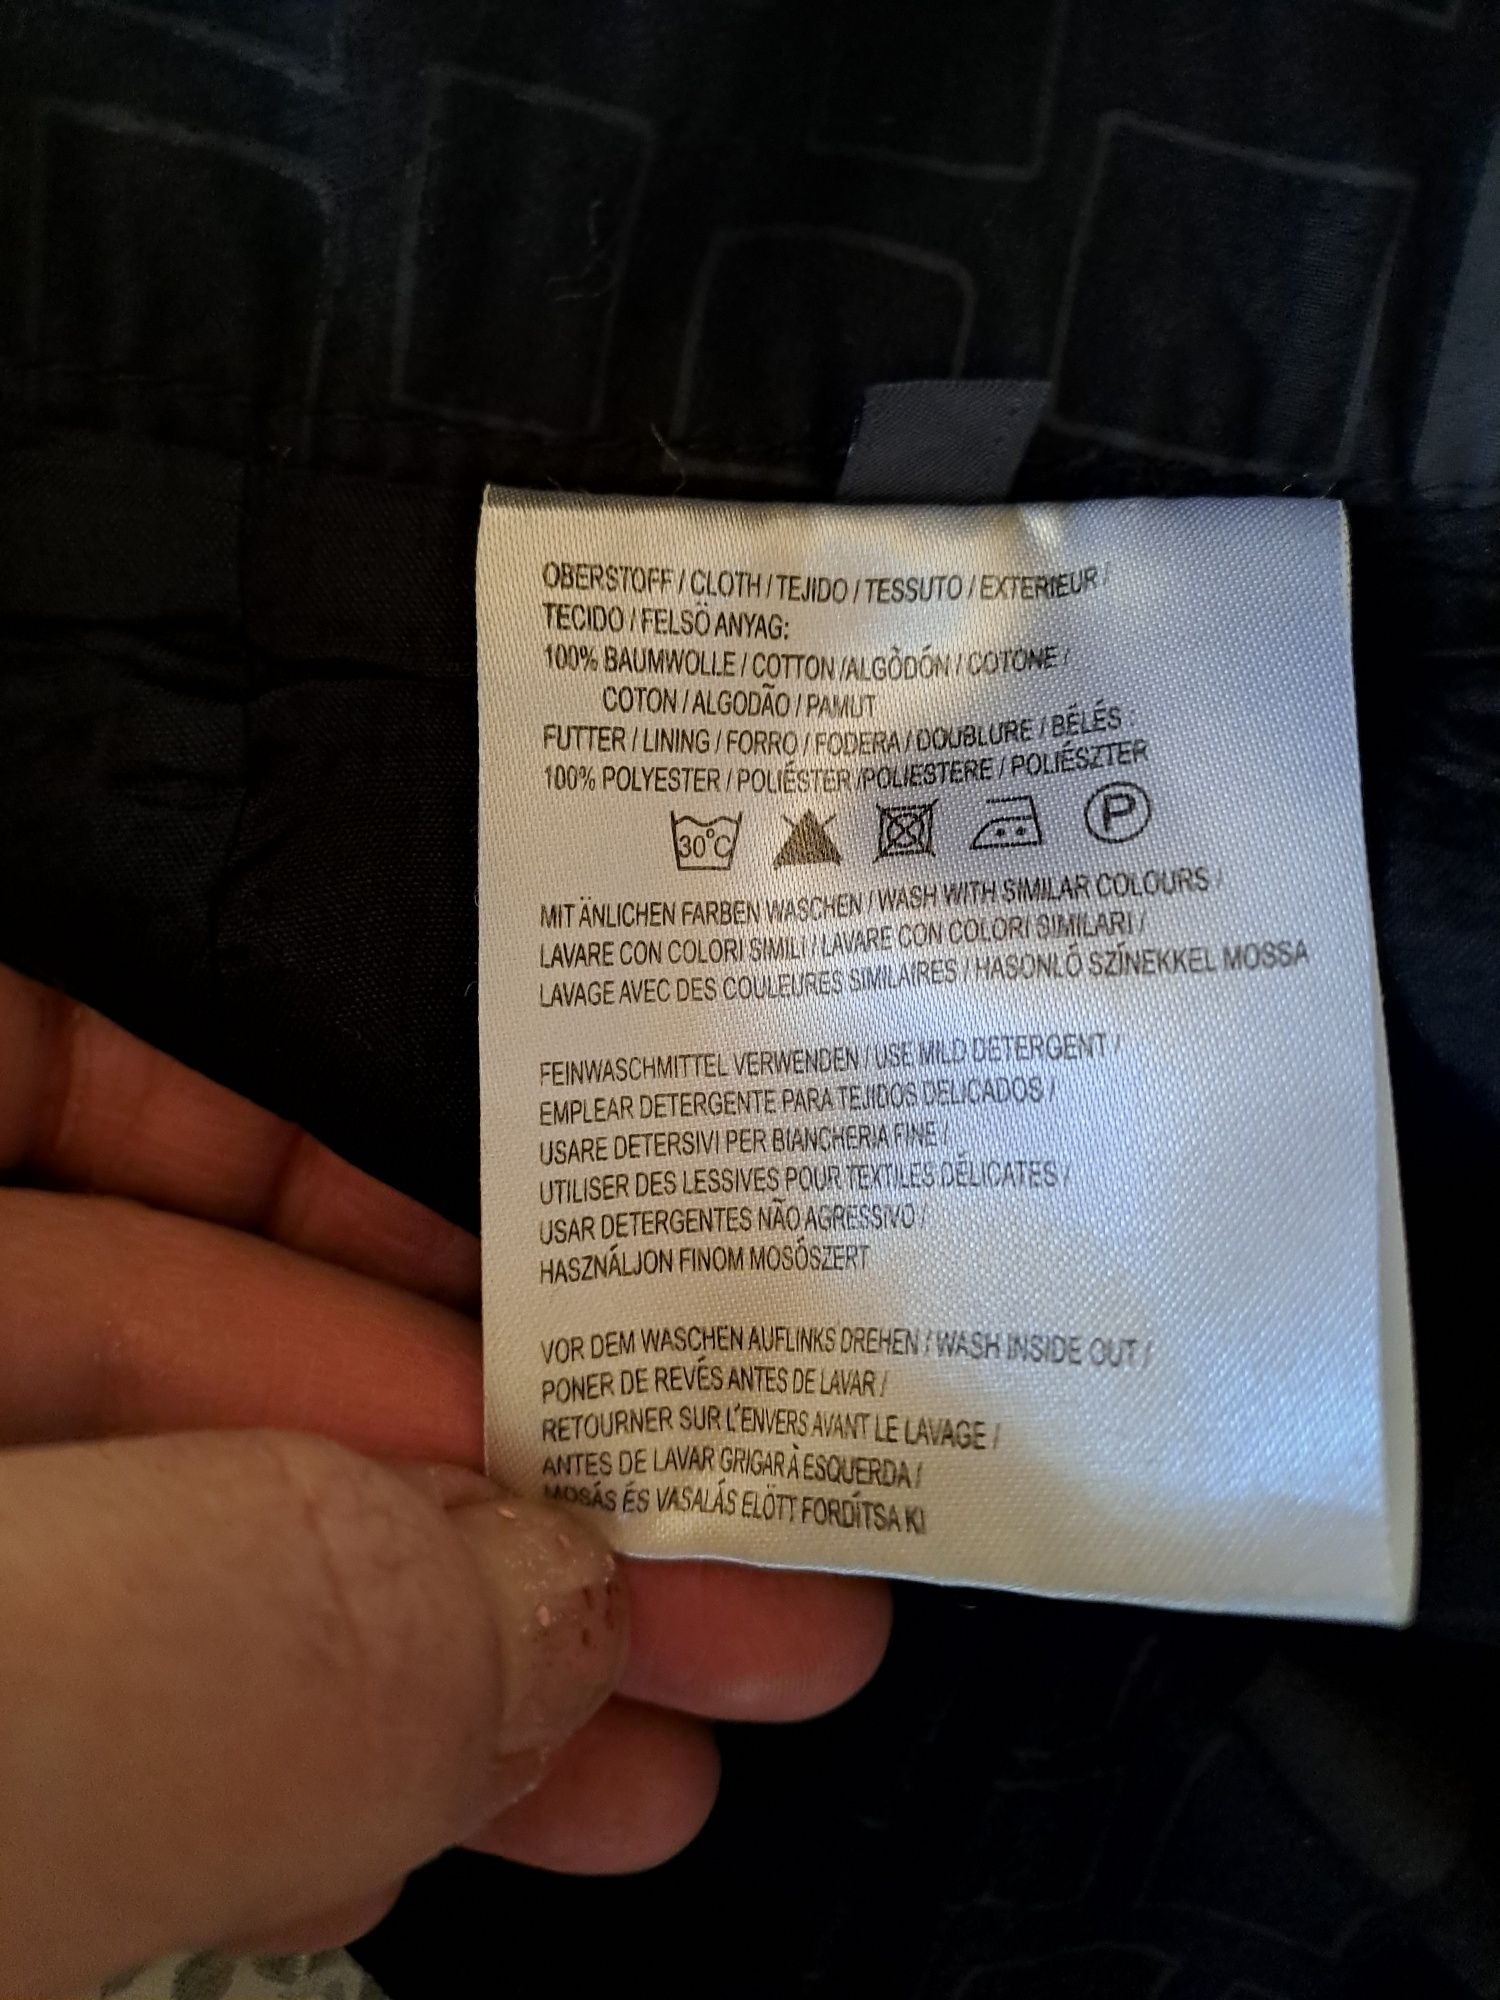 OBERSTOFF / CLOTH / TEJIDO / TESSUTO / EXTERIEUR /
TECIDO / FELSÖ ANYAG:
100% BAUMWOLLE / COTTON /ALGÒDÓN / COTONE /
COTON / ALGODÃO / PAMUT
FUTTER / LINING / FORRO / FODERA / DOUBLURE / BÉLÉS :
100% POLYESTER / POLIÉSTER /POLIESTERE / POLIÉSZTER
30°C P
MIT ÄNLICHEN FARBEN WASCHEN / WASH WITH SIMILAR COLOURS /
LAVARE CON COLORI SIMILI / LAVARE CON COLORI SIMILARI /
LAVAGE AVEC DES COULEURES SIMILAIRES / HASONLÓ SZÍNEKKEL MOSSA
FEINWASCHMITTEL VERWENDEN / USE MILD DETERGENT /
EMPLEAR DETERGENTE PARA TEJIDOS DELICADOS /
USARE DETERSIVI PER BIANCHERIA FINE /
UTILISER DES LESSIVES POUR TEXTILES DÉLICATES /
USAR DETERGENTES NÃO AGRESSIVO /
HASZNÁLJON FINOM MOSÓSZERT
VOR DEM WASCHEN AUFLINKS DREHEN / WASH INSIDE OUT /
PONER DE REVÉS ANTES DE LAVAR /
RETOURNER SUR L'ENVERS AVANT LE LAVAGE /
ANTES DE LAVAR GRIGAR À ESQUERDA /
MOSÁS ÉS VASALÁS ELÖTT FORDÍTSA KI